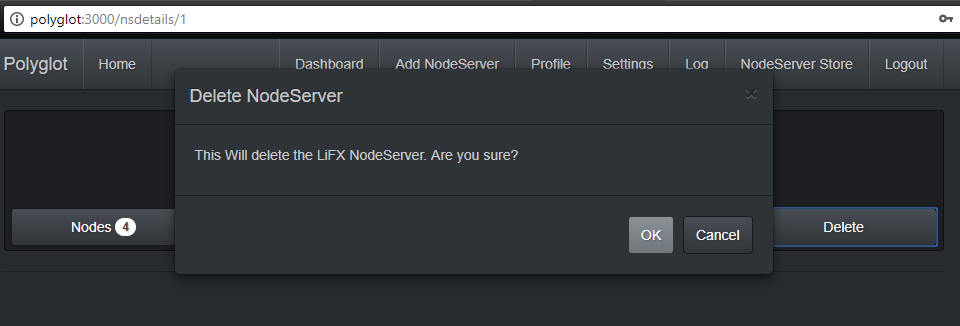 polyglot:3000/nsdetails/1
Polyglot Home Dashboard Add NodeServer Profile Settings Log NodeServer Store Logout
Delete NodeServer ×
This Will delete the LiFX NodeServer. Are you sure?
Nodes 4 Delete
OK Cancel